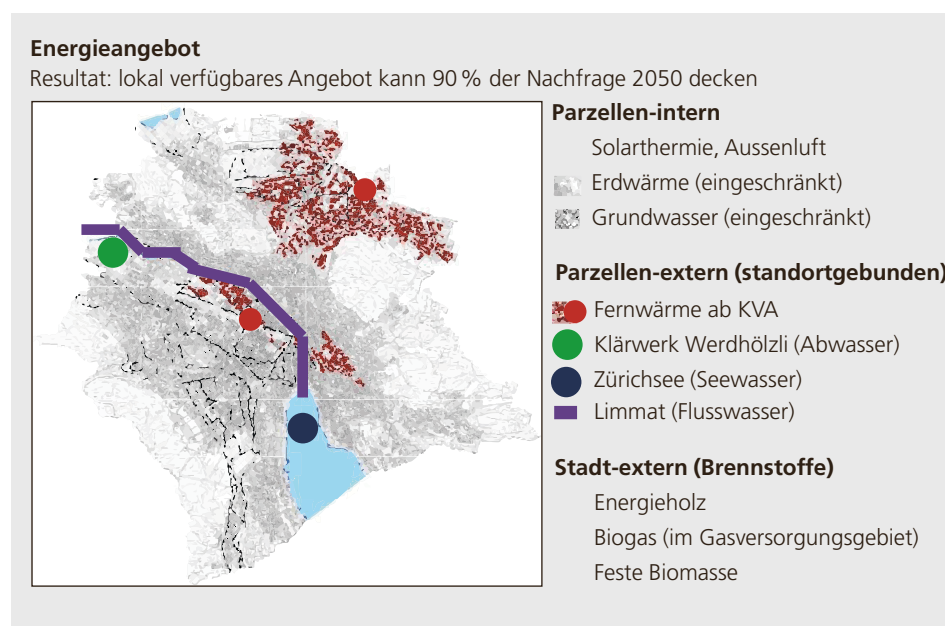 Energieangebot
Resultat: lokal verfügbares Angebot kann 90 % der Nachfrage 2050 decken
Parzellen-intern
Solarthermie, Aussenluft
Erdwärme (eingeschränkt)
Grundwasser (eingeschränkt)
Parzellen-extern (standortgebunden)
Fernwärme ab KVA
Klärwerk Werdhölzli (Abwasser)
Zürichsee (Seewasser)
Limmat (Flusswasser)
Stadt-extern (Brennstoffe)
Energieholz
Biogas (im Gasversorgungsgebiet)
Feste Biomasse